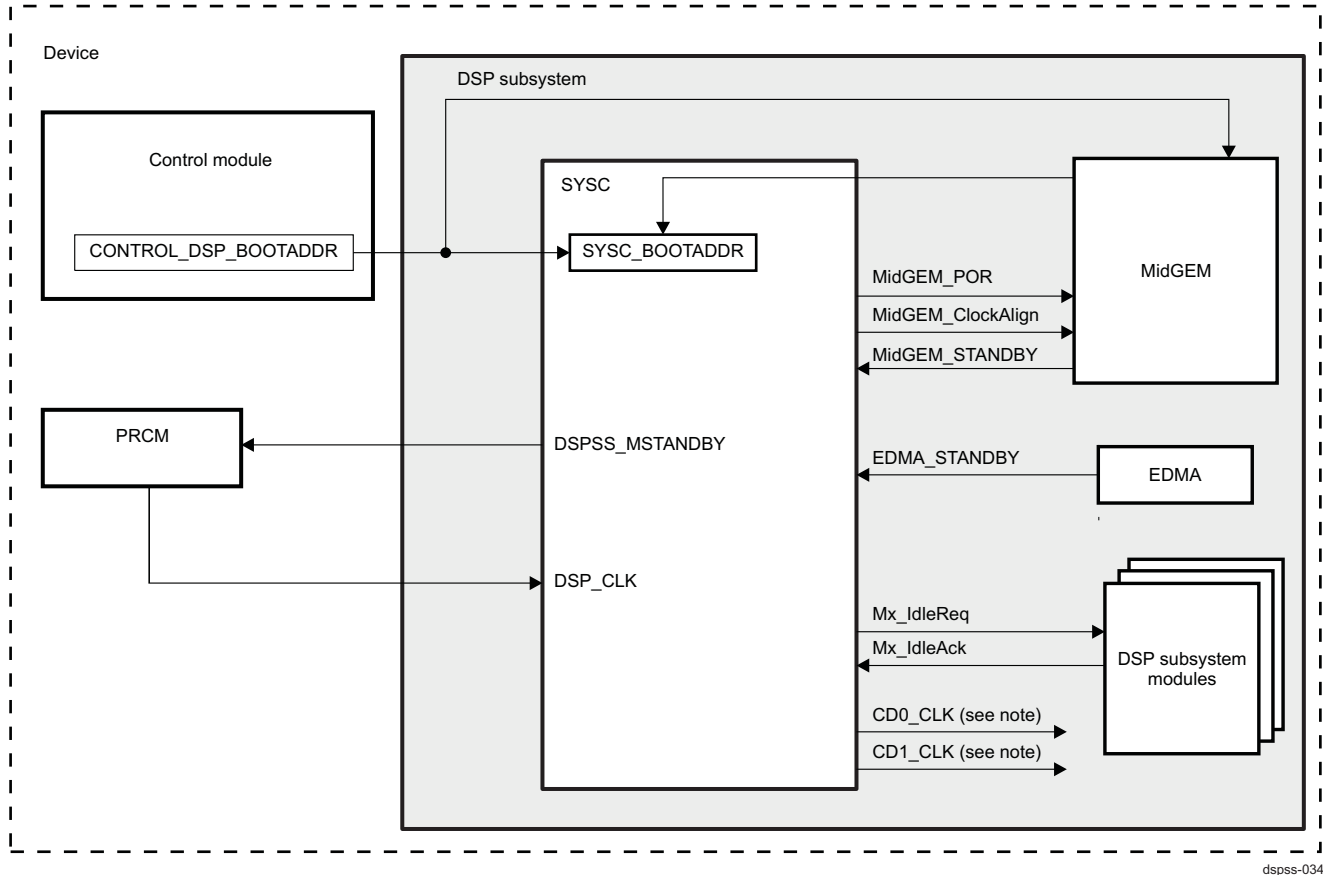 Device
DSP subsystem
Control module
SYSC
CONTROL_DSP_BOOTADDR
SYSC_BOOTADDR
MidGEM
MidGEM_POR
MidGEM_ClockAlign
MidGEM_STANDBY
PRCM
DSPSS_MSTANDBY
EDMA_STANDBY
EDMA
DSP_CLK
Mx_IdleReq
Mx_IdleAck
DSP subsystem
modules
CD0_CLK (see note)
CD1_CLK (see note)
dspss-034